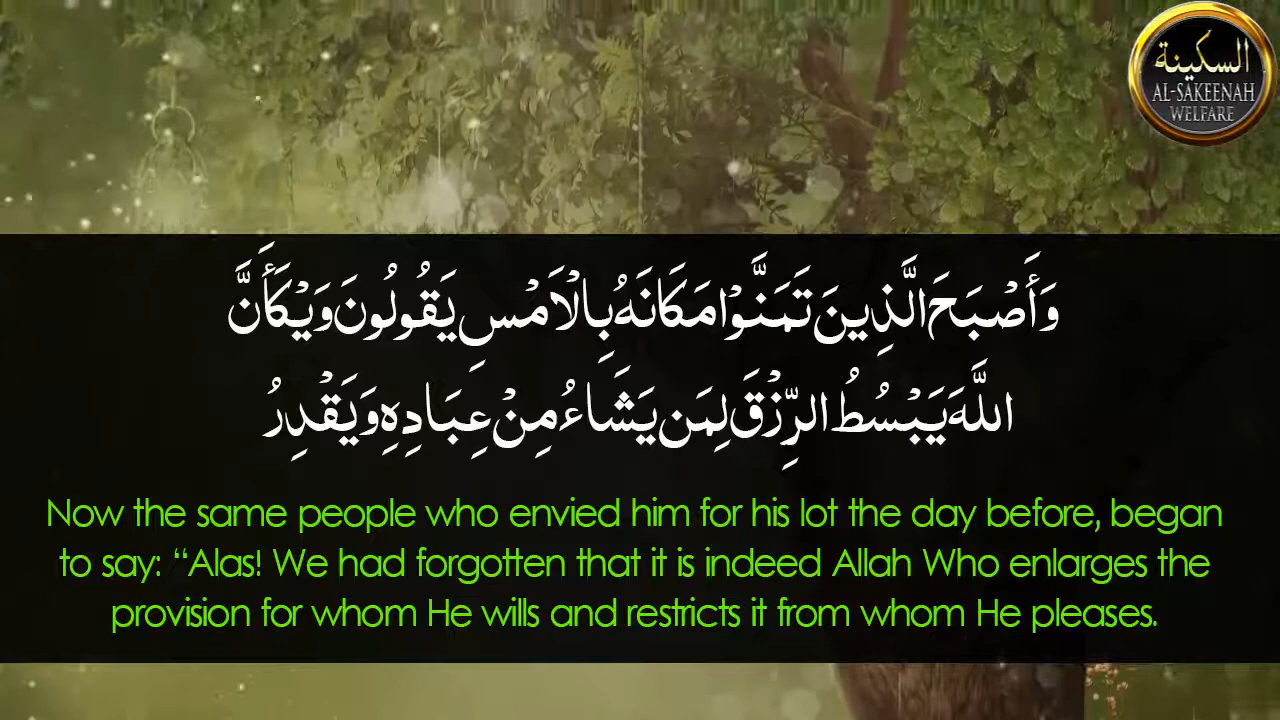 السكينة
AL-SAKEENAH
WELFARE
وَأَصْبَحَ الَّذِينَ تَمَنَّوْا مَكَانَهُ بِالْاَمْسِ يَقُولُونَ وَيْكَأَنَّ
اللَّهَ يَبْسُطُ الرِّزْقَ لِمَن يَشَاءُ مِنْ عِبَادِهِ وَيَقْدِرُ
Now the same people who envied him for his lot the day before, began
to say: “Alas! We had forgotten that it is indeed Allah Who enlarges the
provision for whom He wills and restricts it from whom He pleases.